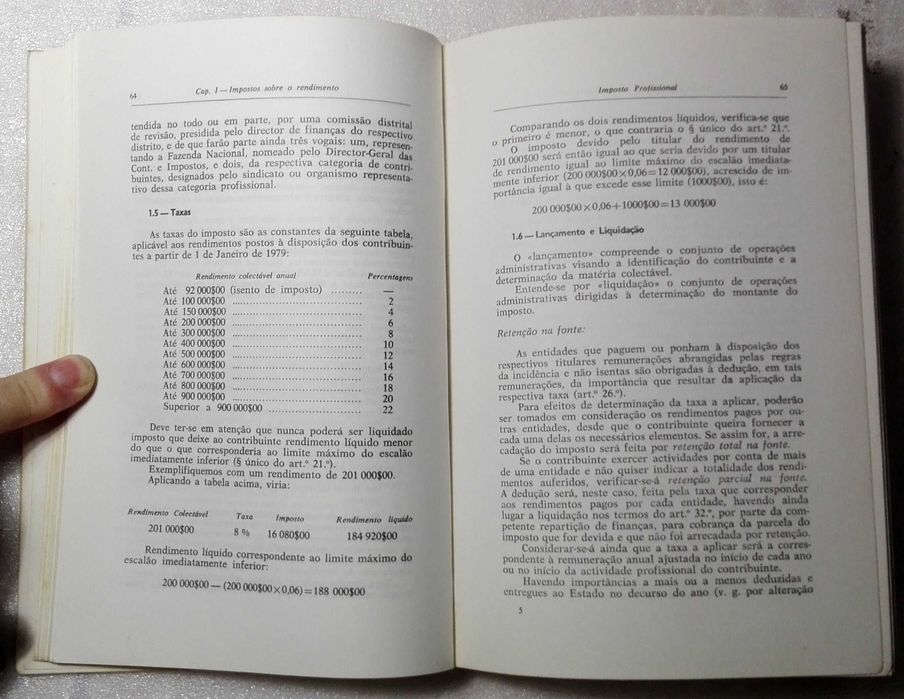 64
Cap. I — Impostos sobre o rendimento
tendida no todo ou em parte, por uma comissão distrital
de revisão, presidida pelo director de finanças do respectivo
distrito, e de que farão parte ainda três vogais: um, represen-
tando a Fazenda Nacional, nomeado pelo Director-Geral das
Cont. e Impostos, e dois, da respectiva categoria de contri-
buintes, designados pelo sindicato ou organismo representa-
tivo dessa categoria profissional.
1.5 — Taxas
As taxas do imposto são as constantes da seguinte tabela,
aplicável aos rendimentos postos à disposição dos contribuin-
tes a partir de 1 de Janeiro de 1979:
Rendimento colectável anual Percentagens
Até 92 000$00 (isento de imposto) ......... —
Até 100 000$00 .................................... 2
Até 150 000$00 .................................... 4
Até 200 000$00 .................................... 6
Até 300 000$00 .................................... 8
Até 400 000$00 .................................... 10
Até 500 000$00 .................................... 12
Até 600 000$00 .................................... 14
Até 700 000$00 .................................... 16
Até 800 000$00 .................................... 18
Até 900 000$00 .................................... 20
Superior a 900 000$00 .......................... 22
Deve ter-se em atenção que nunca poderá ser liquidado
imposto que deixe ao contribuinte rendimento líquido menor
do que o que corresponderia ao limite máximo do escalão
imediatamente inferior (§ único do art.º 21.º).
Exemplifiquemos com um rendimento de 201 000$00.
Aplicando a tabela acima, viria:
Rendimento Colectável Taxa Imposto Rendimento líquido
201 000$00 8 % 16 080$00 184 920$00
Rendimento líquido correspondente ao limite máximo do
escalão imediatamente inferior:
200 000$00 — (200 000$00×0,06) = 188 000$00
Imposto Profissional
65
Comparando os dois rendimentos líquidos, verifica-se que
o primeiro é menor, o que contraria o § único do art.º 21.º.
O imposto devido pelo titular do rendimento de
201 000$00 será então igual ao que seria devido por um titular
de rendimento igual ao limite máximo do escalão imediata-
mente inferior (200 000$00×0,06=12 000$00), acrescido de im-
portância igual à que excede esse limite (1000$00), isto é:
200 000$00×0,06+1000$00=13 000$00
1.6 — Lançamento e Liquidação
O «lançamento» compreende o conjunto de operações
administrativas visando a identificação do contribuinte e a
determinação da matéria colectável.
Entende-se por «liquidação» o conjunto de operações
administrativas dirigidas à determinação do montante do
imposto.
Retenção na fonte:
As entidades que paguem ou ponham à disposição dos
respectivos titulares remunerações abrangidas pelas regras
da incidência e não isentas são obrigadas à dedução, em tais
remunerações, da importância que resultar da aplicação da
respectiva taxa (art.º 26.º).
Para efeitos de determinação da taxa a aplicar, poderão
ser tomados em consideração os rendimentos pagos por ou-
tras entidades, desde que o contribuinte queira fornecer a
cada uma delas os necessários elementos. Se assim for, a arre-
cadação do imposto será feita por retenção total na fonte.
Se o contribuinte exercer actividades por conta de mais
de uma entidade e não quiser indicar a totalidade dos rendi-
mentos auferidos, verificar-se-á retenção parcial na fonte.
A dedução será, neste caso, feita pela taxa que corresponder
aos rendimentos pagos por cada entidade, havendo ainda
lugar a liquidação nos termos do art.º 32.º, por parte da com-
petente repartição de finanças, para cobrança da parcela do
imposto que for devida e que não foi arrecadada por retenção.
Considerar-se-á ainda que a taxa a aplicar será a corres-
pondente à remuneração anual ajustada no início de cada ano
ou no início da actividade profissional do contribuinte.
Havendo importâncias a mais ou a menos deduzidas e
entregues ao Estado no decurso do ano (v. g. por alteração
5